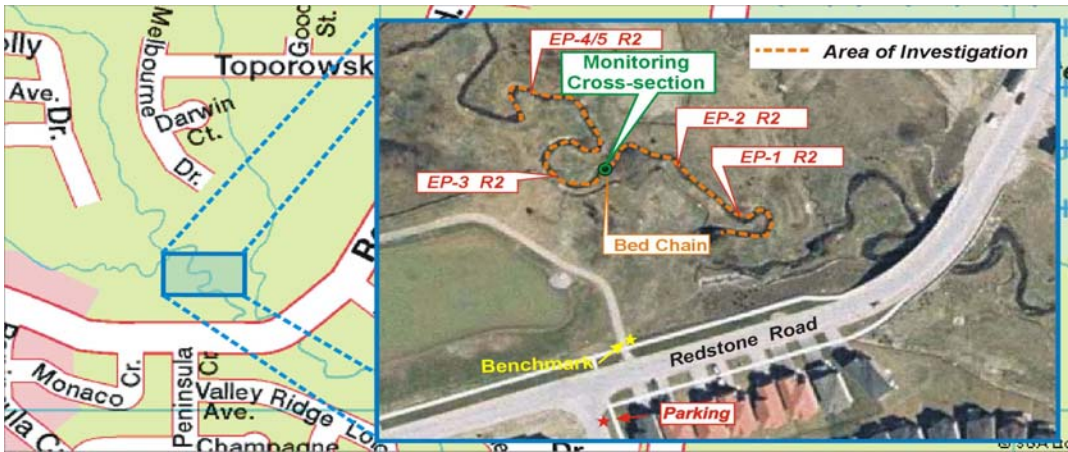 olly
Ave.
Dr.
Melbourne
Dr.
Darwin
Ct.
Good
St.
Toporowsk
d.
Monaco
Cr.
Peninsula
Cr.
Valley Ridge
Ave.
Champagne
ula C
EP-4/5 R2
Monitoring
Cross-section
EP-2 R2
EP-1 R2
EP-3 R2
Bed Chain
Area of Investigation
Benchmark
Redstone Road
Parking
Dr